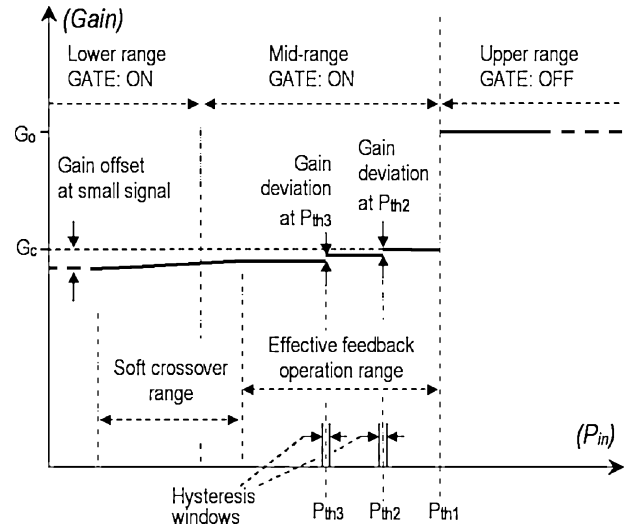 (Gain)
Lower range
GATE: ON
Mid-range
GATE: ON
Upper range
GATE: OFF
Go
Gain offset
at small signal
Gain
deviation
at Pth3
Gain
deviation
at Pth2
Gc
Soft crossover
range
Effective feedback
operation range
(Pin)
Hysteresis
windows
Pth3
Pth2
Pth1